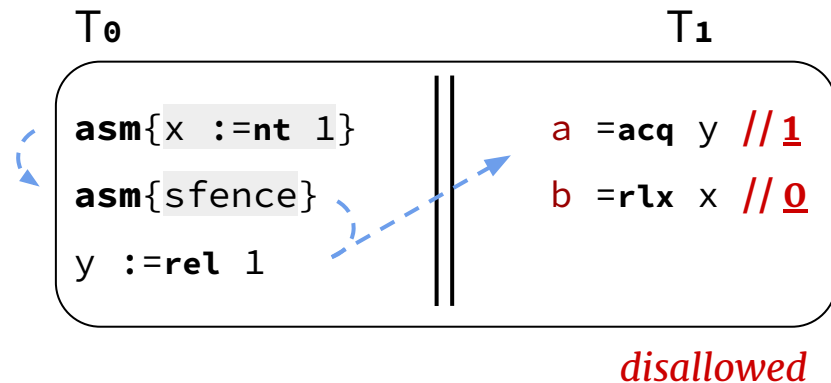 T0 T1
asm{x :=nt 1} a =acq y //1
asm{sfence} b =rlx x //0
y :=rel 1
disallowed